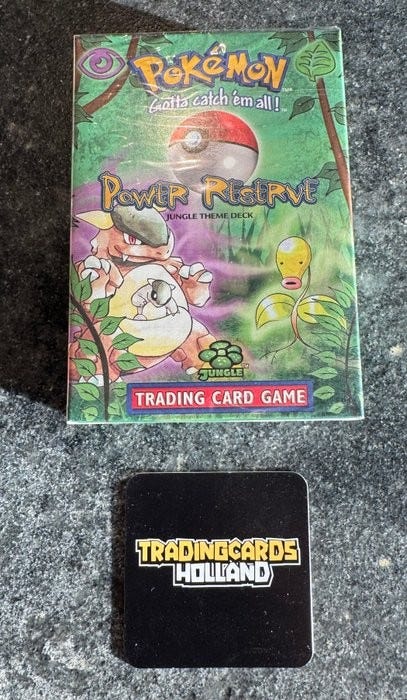 POKéMON
Gotta catch 'em all!
POWER RESERVE
JUNGLE THEME DECK
JUNGLE
TRADING CARD GAME
TRADINGCARDS
HOLLAND